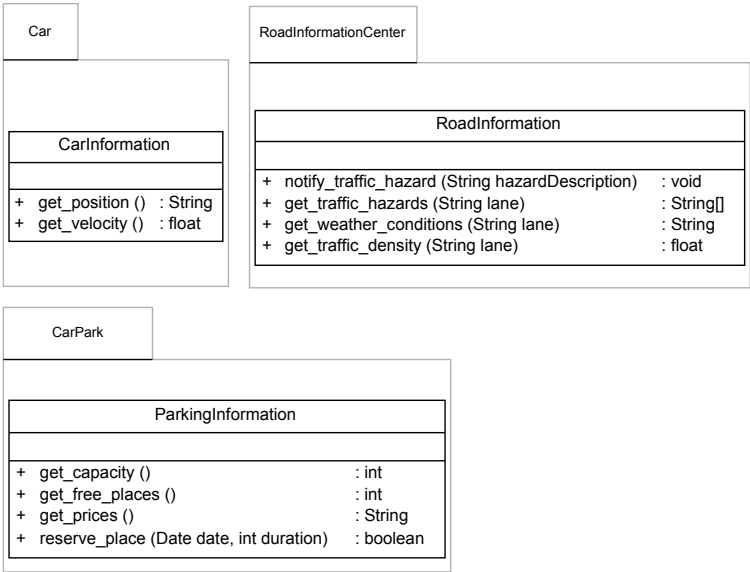 Car
CarInformation
+ get_position () : String
+ get_velocity () : float
RoadInformationCenter
RoadInformation
+ notify_traffic_hazard (String hazardDescription) : void
+ get_traffic_hazards (String lane) : String[]
+ get_weather_conditions (String lane) : String
+ get_traffic_density (String lane) : float
CarPark
ParkingInformation
+ get_capacity () : int
+ get_free_places () : int
+ get_prices () : String
+ reserve_place (Date date, int duration) : boolean